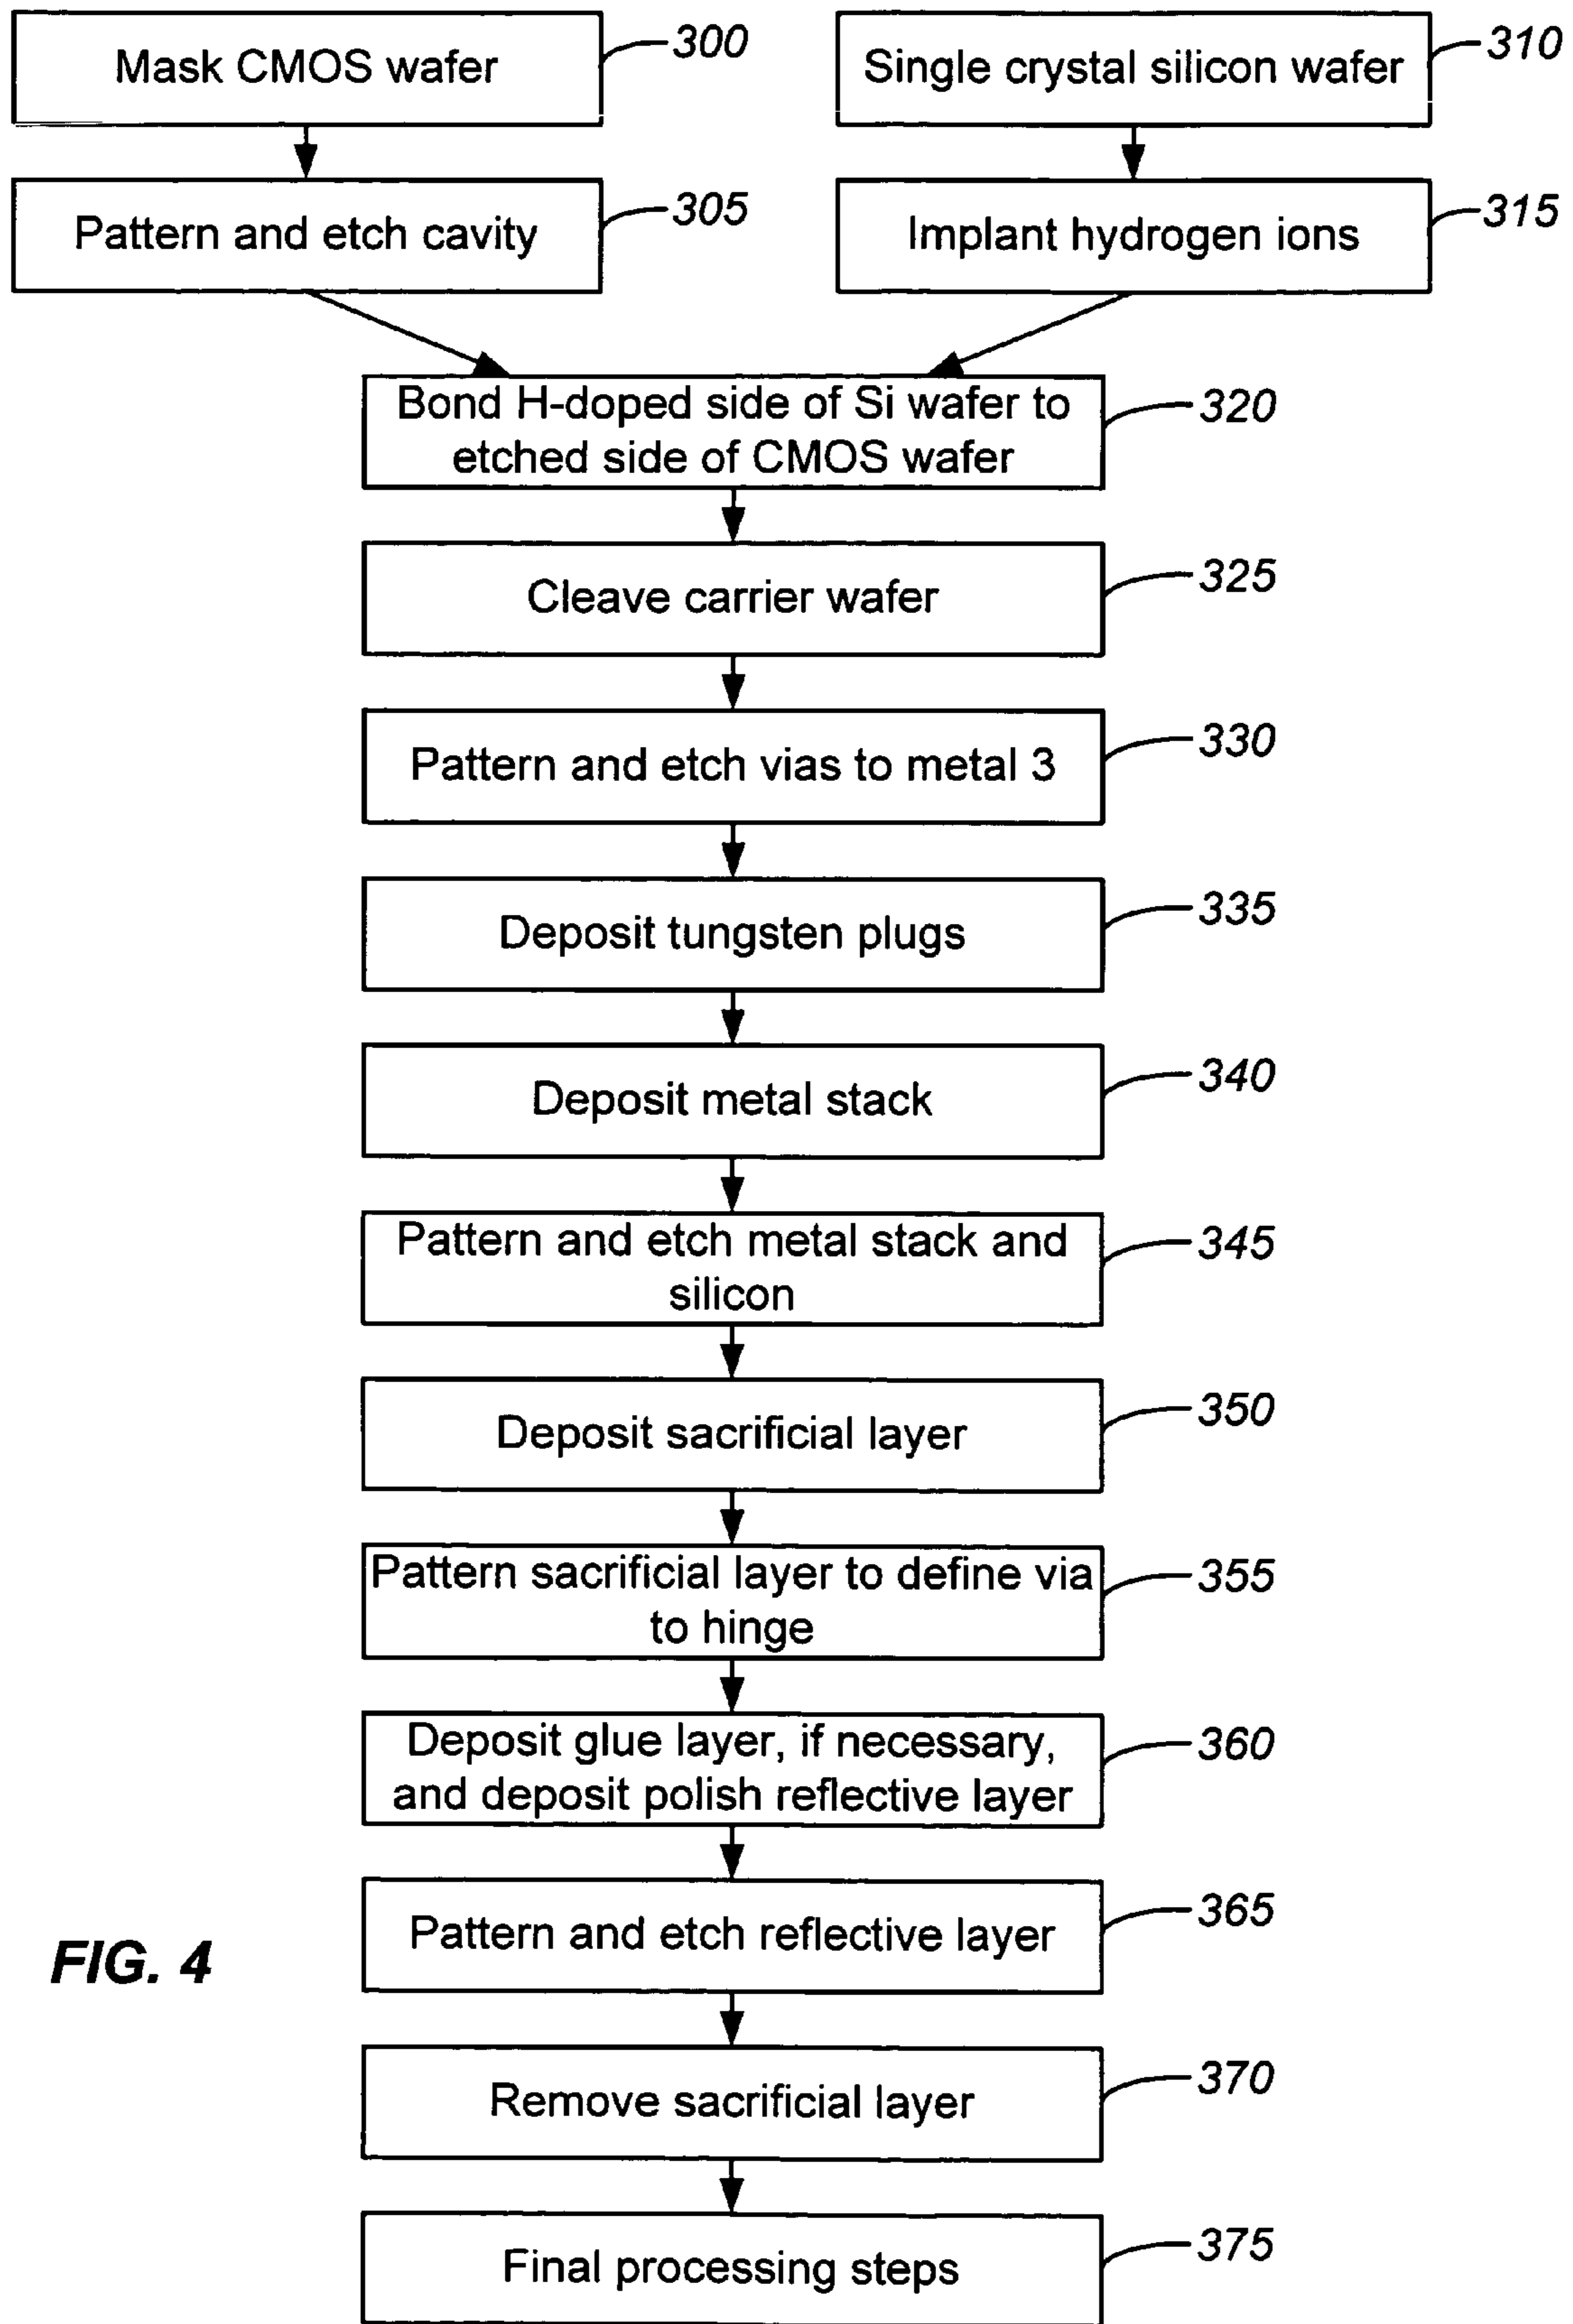 Mask CMOS wafer
300
Single crystal silicon wafer
310
Pattern and etch cavity
305
Implant hydrogen ions
315
Bond H-doped side of Si wafer to
etched side of CMOS wafer
320
Cleave carrier wafer
325
Pattern and etch vias to metal 3
330
Deposit tungsten plugs
335
Deposit metal stack
340
Pattern and etch metal stack and
silicon
345
Deposit sacrificial layer
350
Pattern sacrificial layer to define via
to hinge
355
Deposit glue layer, if necessary,
and deposit polish reflective layer
360
Pattern and etch reflective layer
365
FIG. 4
Remove sacrificial layer
370
Final processing steps
375